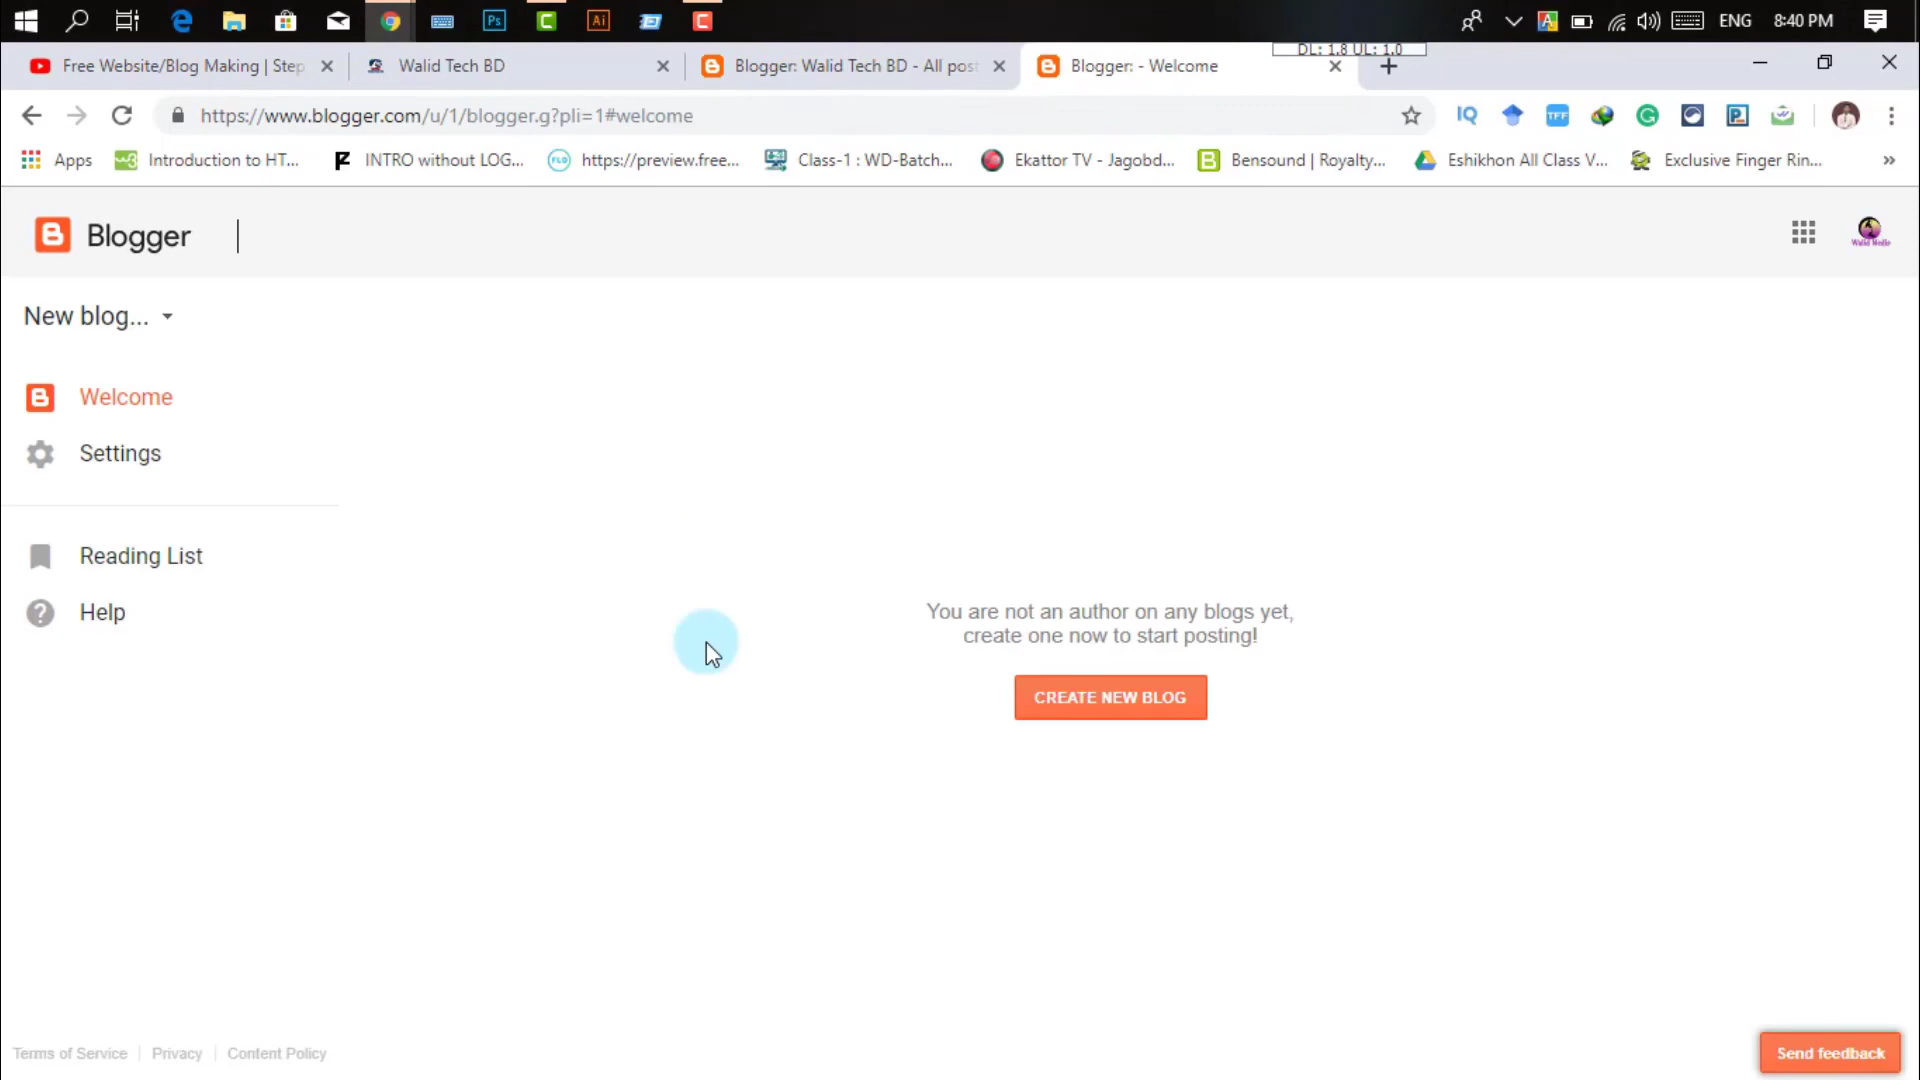 ENG 8:40 PM
DL: 1.8 UL: 1.0
Free Website/Blog Making | Step
Walid Tech BD
Blogger: Walid Tech BD - All post
Blogger: - Welcome
https://www.blogger.com/u/1/blogger.g?pli=1#welcome
Apps
Introduction to HT...
INTRO without LOG...
https://preview.free...
Class-1 : WD-Batch...
Ekattor TV - Jagobd...
Bensound | Royalty...
Eshikhon All Class V...
Exclusive Finger Rin...
»
Blogger
Walid Media
New blog...
Welcome
Settings
Reading List
Help
You are not an author on any blogs yet,
create one now to start posting!
CREATE NEW BLOG
Terms of Service | Privacy | Content Policy
Send feedback